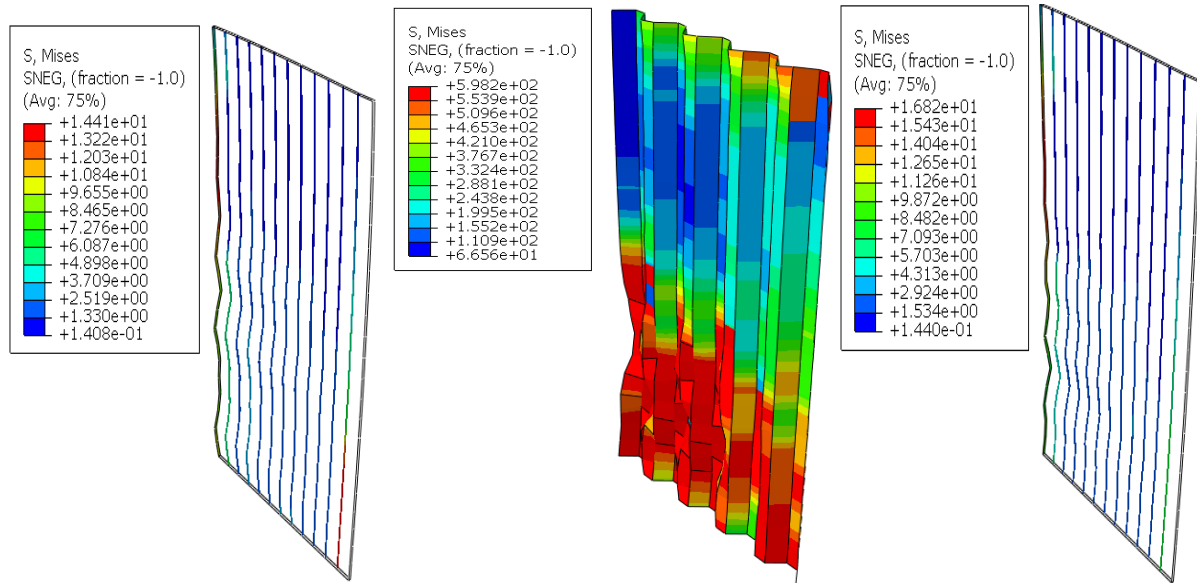 S, Mises
SNEG, (fraction = -1.0)
(Avg: 75%)
+1.441e+01
+1.322e+01
+1.203e+01
+1.084e+01
+9.655e+00
+8.465e+00
+7.276e+00
+6.087e+00
+4.898e+00
+3.709e+00
+2.519e+00
+1.330e+00
+1.408e-01
S, Mises
SNEG, (fraction = -1.0)
(Avg: 75%)
+5.982e+02
+5.539e+02
+5.096e+02
+4.653e+02
+4.210e+02
+3.767e+02
+3.324e+02
+2.881e+02
+2.438e+02
+1.995e+02
+1.552e+02
+1.109e+02
+6.656e+01
S, Mises
SNEG, (fraction = -1.0)
(Avg: 75%)
+1.682e+01
+1.543e+01
+1.404e+01
+1.265e+01
+1.126e+01
+9.872e+00
+8.482e+00
+7.093e+00
+5.703e+00
+4.313e+00
+2.924e+00
+1.534e+00
+1.440e-01